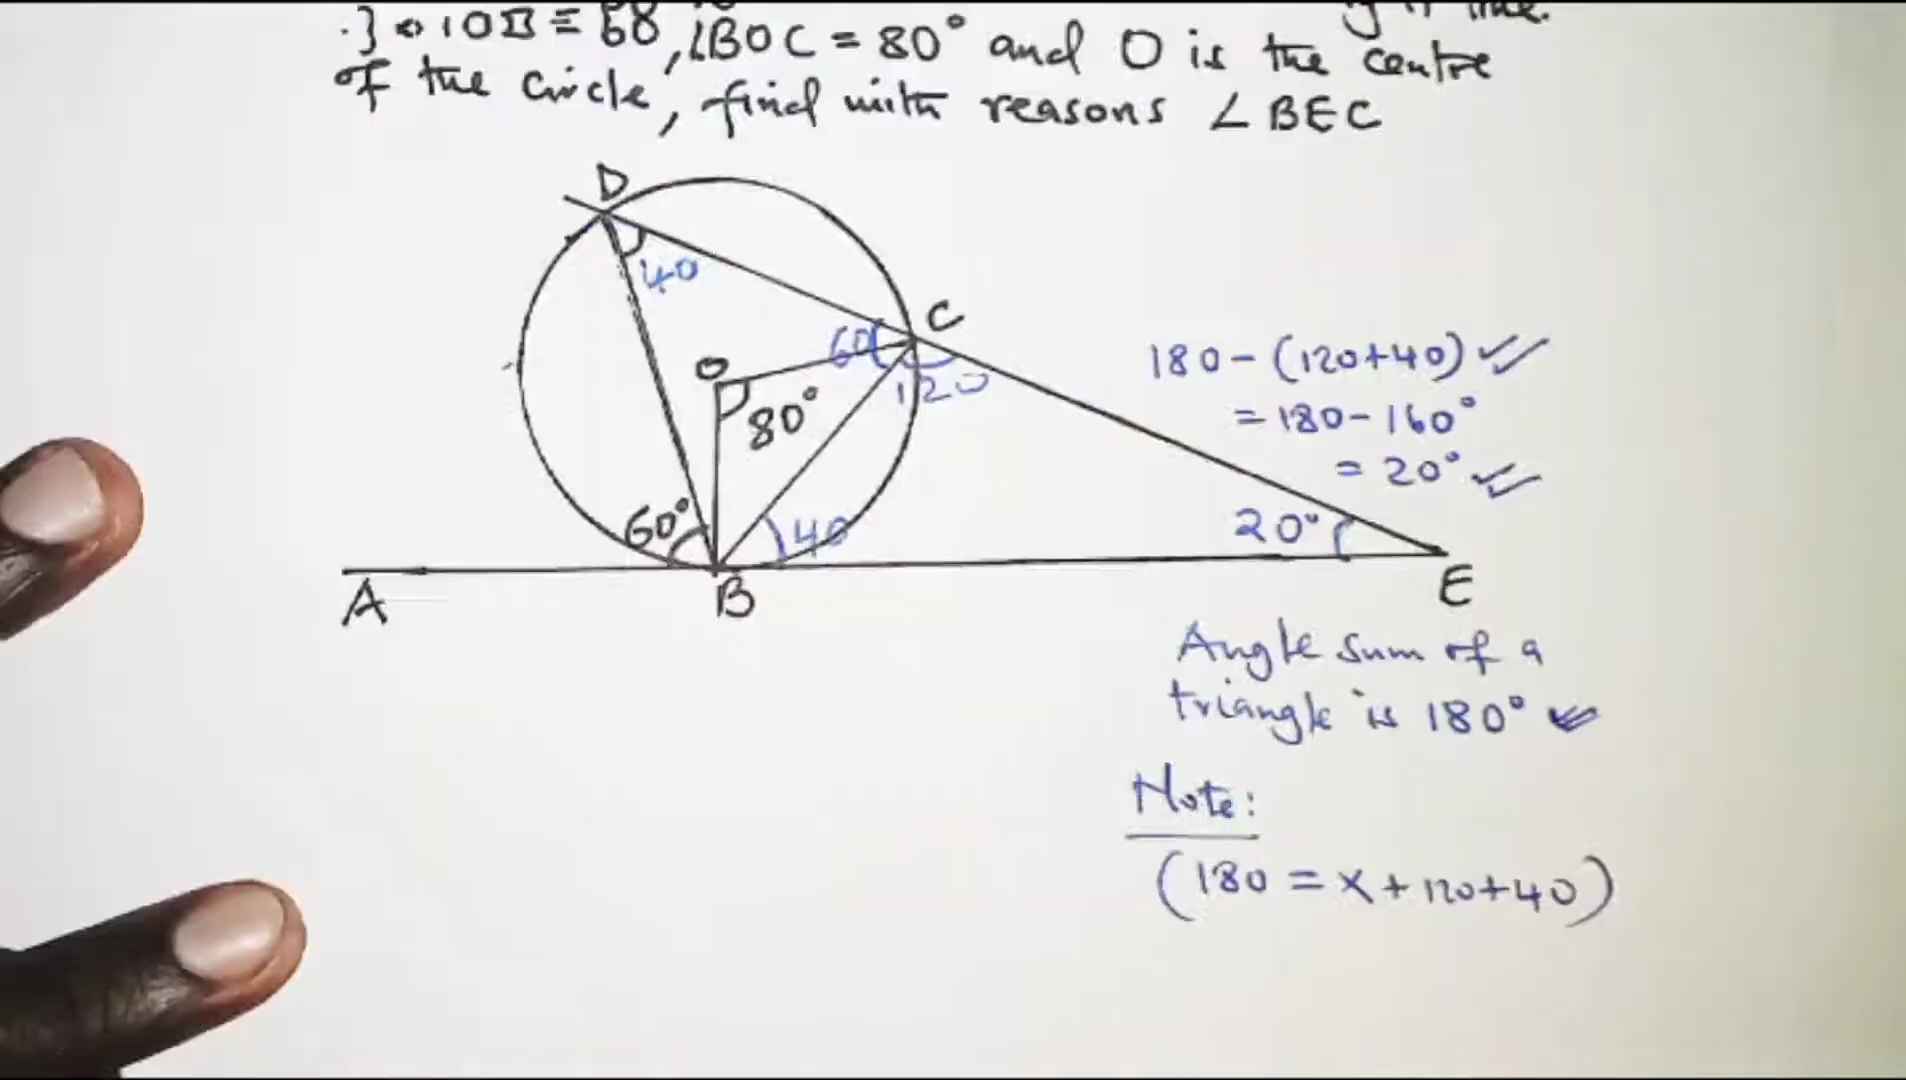 = 60, ∠BOC = 80° and O is the centre
of the circle, find with reasons ∠BEC
D
40
C
60
120
180 - (120+40) ✓✓
= 180 - 160°
= 20° ✓✓
O
80°
60°
40
20°
A
B
E
Angle sum of a
triangle is 180° ✓
Note:
(180 = x + 120 + 40)